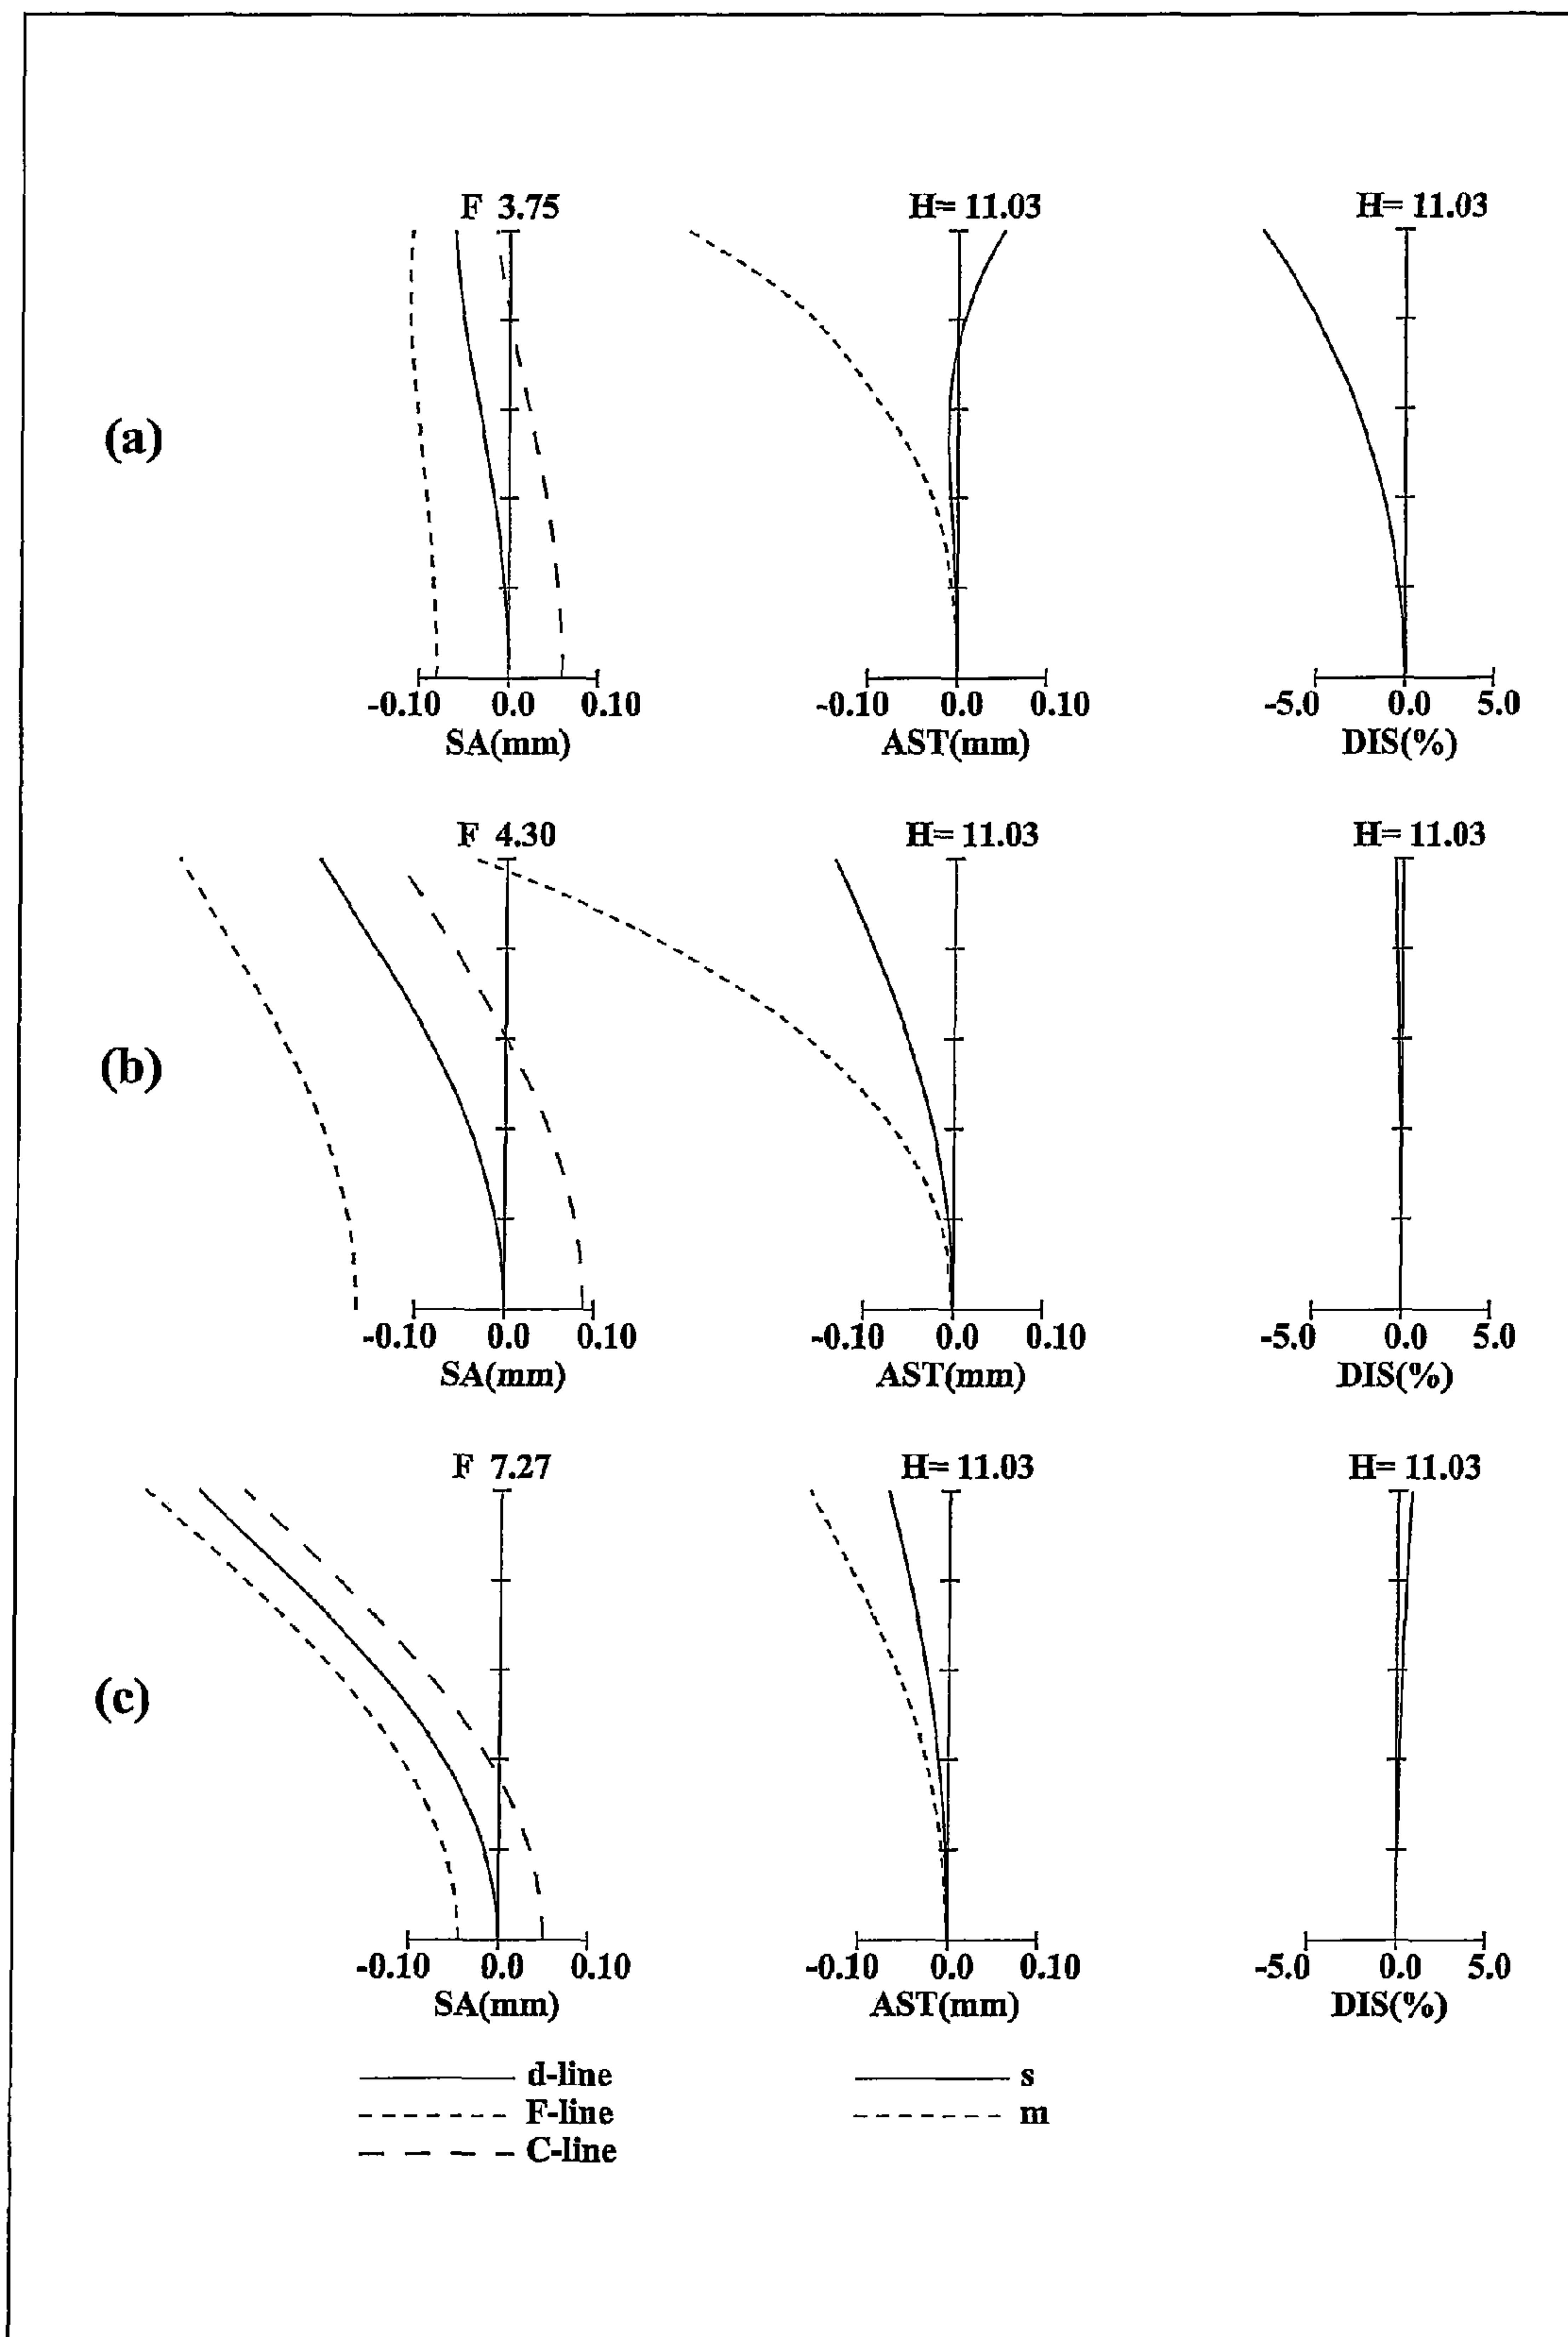 F 3.75 H= 11.03 H= 11.03
(a)
-0.10 0.0 0.10 -0.10 0.0 0.10 -5.0 0.0 5.0
SA(mm) AST(mm) DIS(%)
F 4.30 H= 11.03 H= 11.03
(b)
-0.10 0.0 0.10 -0.10 0.0 0.10 -5.0 0.0 5.0
SA(mm) AST(mm) DIS(%)
F 7.27 H= 11.03 H= 11.03
(c)
-0.10 0.0 0.10 -0.10 0.0 0.10 -5.0 0.0 5.0
SA(mm) AST(mm) DIS(%)
d-line s
F-line m
C-line